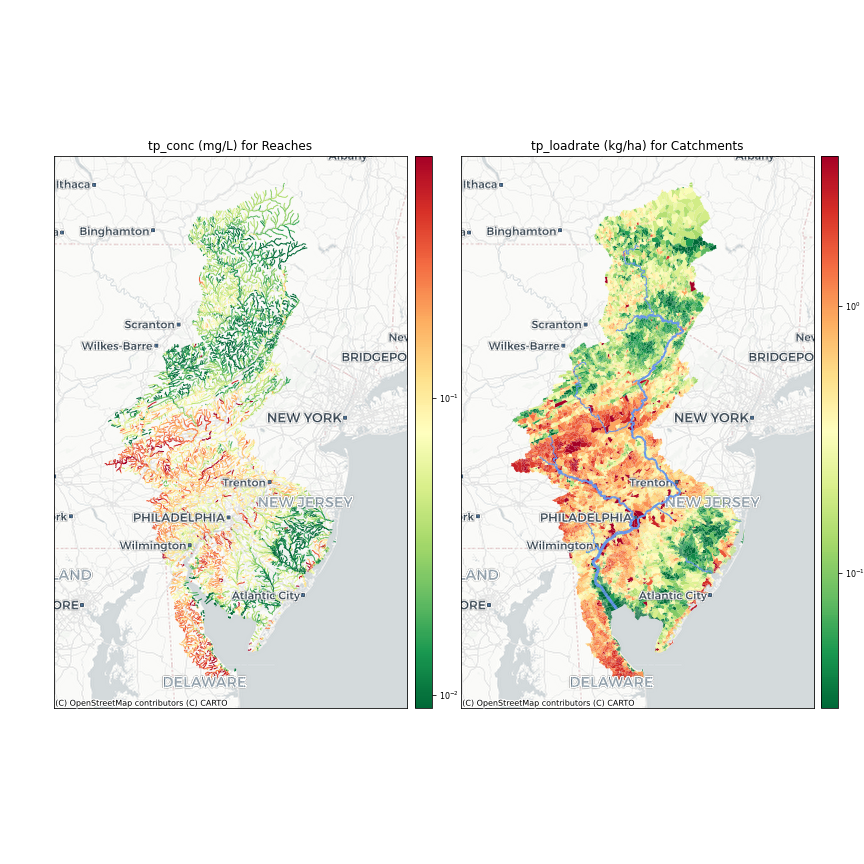 tp_conc (mg/L) for Reaches
Albany
Ithaca
Binghamton
Scranton
Wilkes-Barre
New
BRIDGEPO
NEW YORK
Trenton
NEW JERSEY
rk
PHILADELPHIA
Wilmington
LAND
Atlantic City
ORE
DELAWARE
(C) OpenStreetMap contributors (C) CARTO
10⁻¹
10⁻²
tp_loadrate (kg/ha) for Catchments
Albany
Ithaca
Binghamton
Scranton
Wilkes-Barre
New
BRIDGEPO
NEW YORK
Trenton
NEW JERSEY
rk
PHILADELPHIA
Wilmington
LAND
Atlantic City
ORE
DELAWARE
(C) OpenStreetMap contributors (C) CARTO
10⁰
10⁻¹